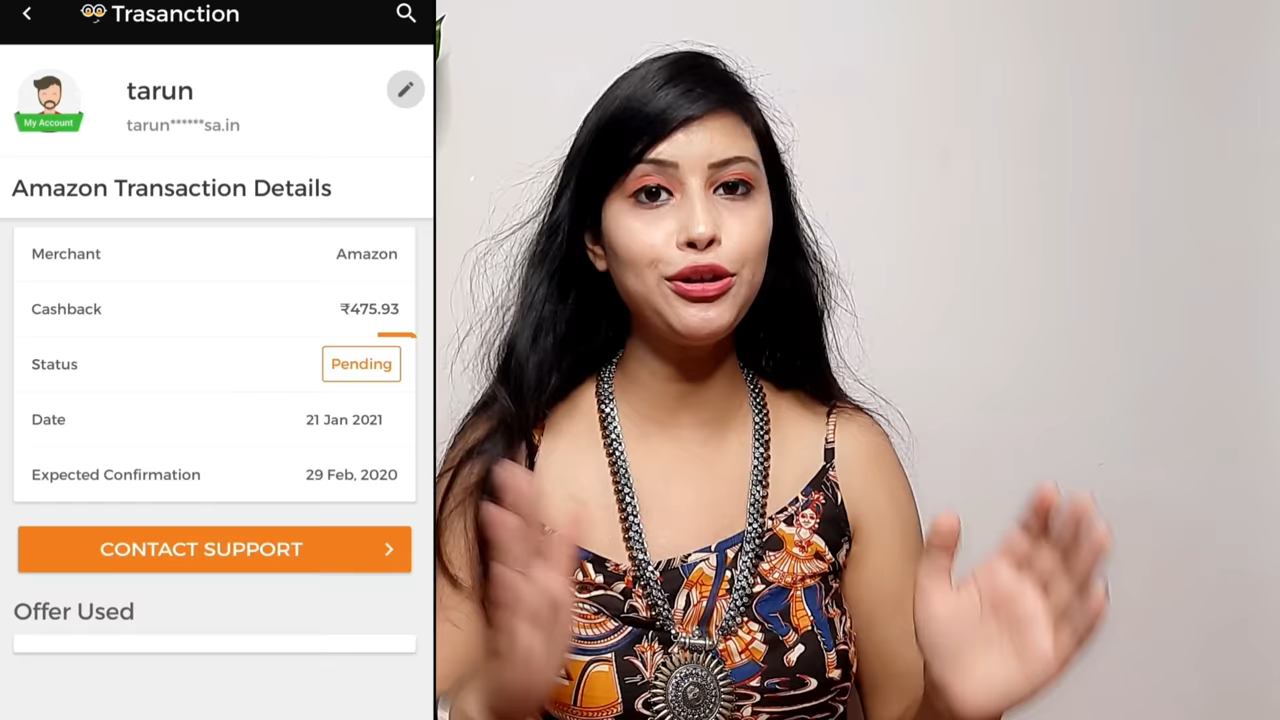 Trasanction
tarun
My Account
tarun******sa.in
Amazon Transaction Details
Merchant Amazon
Cashback ₹475.93
Status Pending
Date 21 Jan 2021
Expected Confirmation 29 Feb, 2020
CONTACT SUPPORT
Offer Used